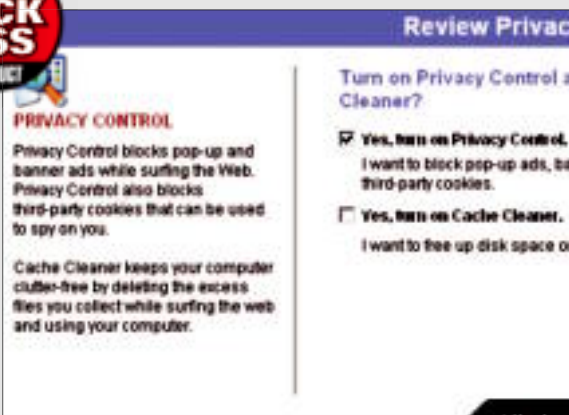 CK
SS
UCT
Review Privac
PRIVACY CONTROL
Privacy Control blocks pop-up and
banner ads while surfing the Web.
Privacy Control also blocks
third-party cookies that can be used
to spy on you.
Cache Cleaner keeps your computer
clutter-free by deleting the excess
files you collect while surfing the web
and using your computer.
Turn on Privacy Control a
Cleaner?
Yes, turn on Privacy Control.
I want to block pop-up ads, ba
third-party cookies.
Yes, turn on Cache Cleaner.
I want to free up disk space o